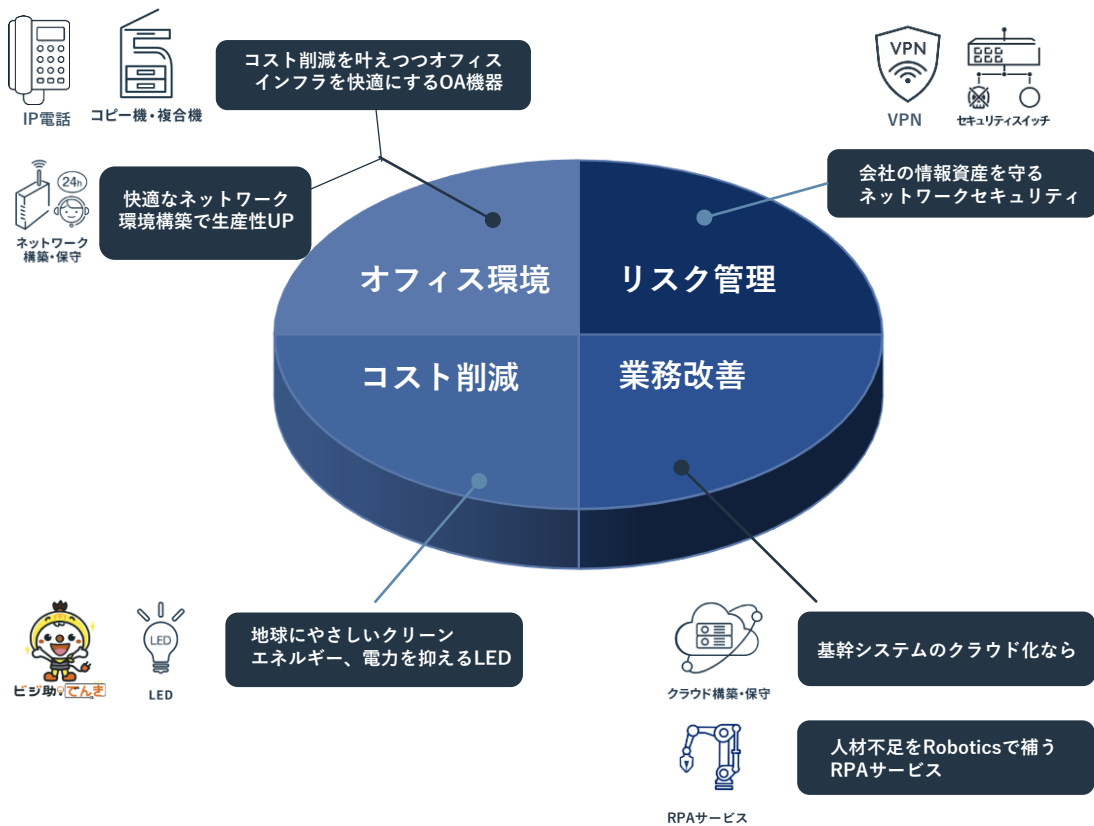 IP電話
コピー機・複合機
コスト削減を叶えつつオフィス
インフラを快適にするOA機器
VPN
VPN
セキュリティスイッチ
24h
ネットワーク
構築・保守
快適なネットワーク
環境構築で生産性UP
会社の情報資産を守る
ネットワークセキュリティ
オフィス環境
リスク管理
コスト削減
業務改善
ビジ助でんき
LED
LED
地球にやさしいクリーン
エネルギー、電力を抑えるLED
クラウド構築・保守
基幹システムのクラウド化なら
RPAサービス
人材不足をRoboticsで補う
RPAサービス